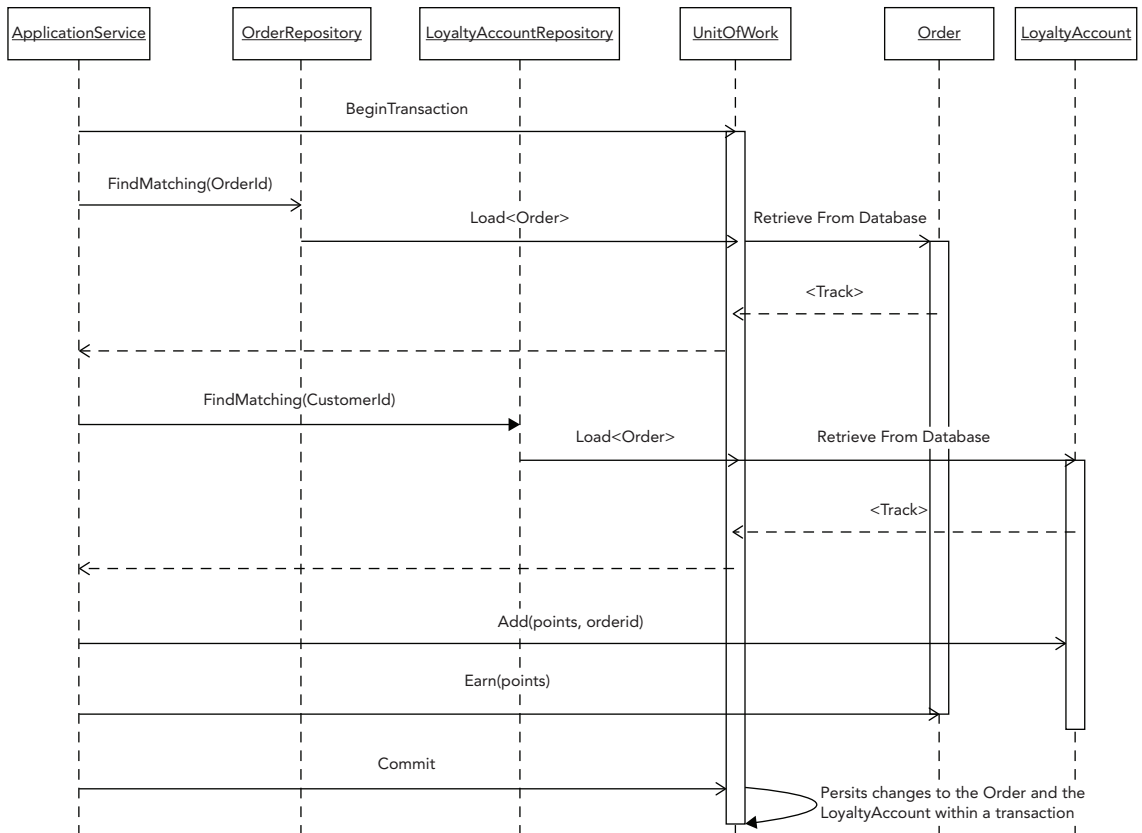 ApplicationService
OrderRepository
LoyaltyAccountRepository
UnitOfWork
Order
LoyaltyAccount
BeginTransaction
FindMatching(OrderId)
Load<Order>
Retrieve From Database
<Track>
FindMatching(CustomerId)
Load<Order>
Retrieve From Database
<Track>
Add(points, orderid)
Earn(points)
Commit
Persits changes to the Order and the
LoyaltyAccount within a transaction